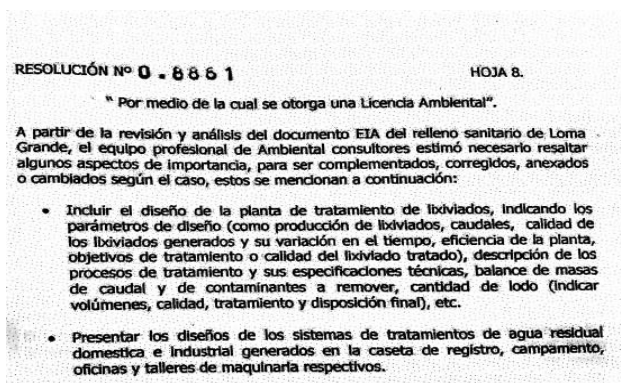 RESOLUCIÓN Nº 0.8861 HOJA 8.
" Por medio de la cual se otorga una Licencia Ambiental".
A partir de la revisión y análisis del documento EIA del relleno sanitario de Loma
Grande, el equipo profesional de Ambiental consultores estimó necesario resaltar
algunos aspectos de importancia, para ser complementados, corregidos, anexados
o cambiados según el caso, estos se mencionan a continuación:
• Incluir el diseño de la planta de tratamiento de lixiviados, indicando los
parámetros de diseño (como producción de lixiviados, caudales, calidad de
los lixiviados generados y su variación en el tiempo, eficiencia de la planta,
objetivos de tratamiento o calidad del lixiviado tratado), descripción de los
procesos de tratamiento y sus especificaciones técnicas, balance de masas
de caudal y de contaminantes a remover, cantidad de lodo (indicar
volúmenes, calidad, tratamiento y disposición final), etc.
• Presentar los diseños de los sistemas de tratamientos de agua residual
domestica e industrial generados en la caseta de registro, campamento,
oficinas y talleres de maquinaria respectivos.